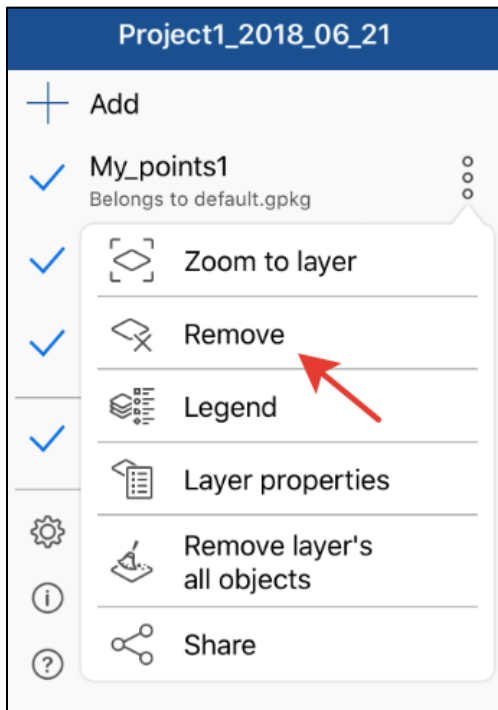 Project1_2018_06_21
Add
My_points1
Belongs to default.gpkg
Zoom to layer
Remove
Legend
Layer properties
Remove layer's
all objects
Share